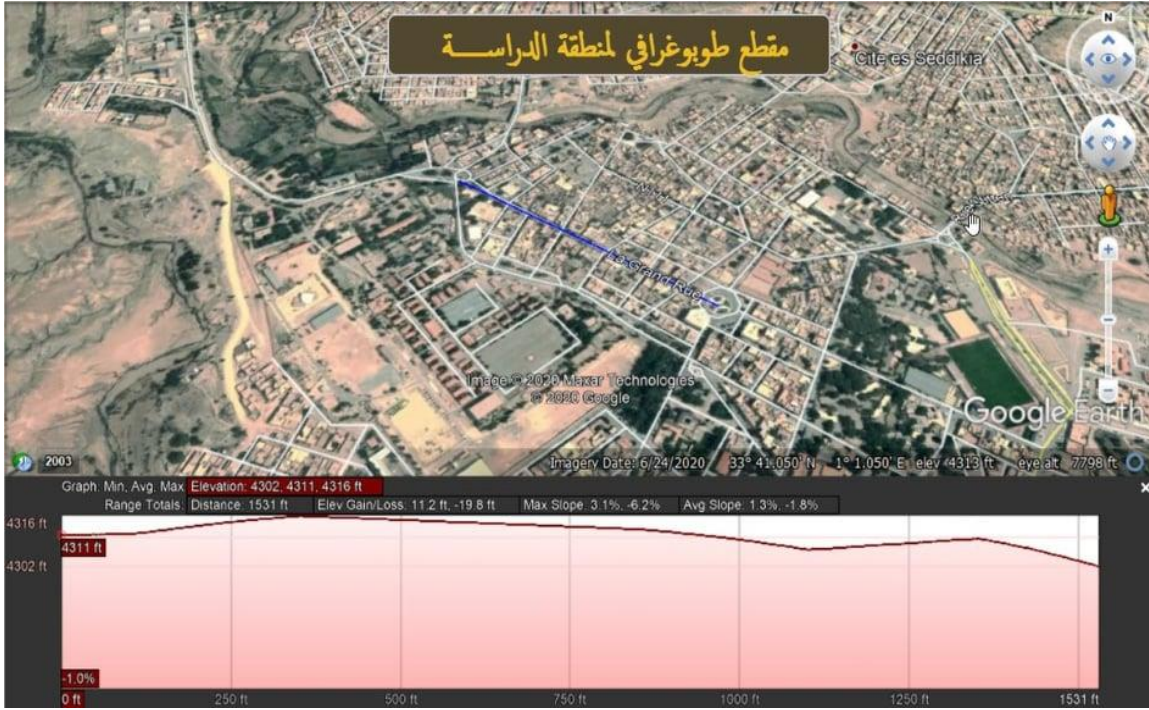 N
مقطع طوبوغرافي لمنطقة الدراســـة
Cite es Seddikia
La Grand Rue
Image © 2020 Maxar Technologies
© 2020 Google
Google Earth
2003
Imagery Date: 6/24/2020 33° 41.050' N 1° 1.050' E elev 4313 ft eye alt 7798 ft
Graph: Min, Avg, Max Elevation: 4302, 4311, 4316 ft
Range Totals: Distance: 1531 ft Elev Gain/Loss: 11.2 ft, -19.8 ft Max Slope: 3.1%, -6.2% Avg Slope: 1.3%, -1.8%
4316 ft
4311 ft
4302 ft
-1.0%
0 ft 250 ft 500 ft 750 ft 1000 ft 1250 ft 1531 ft